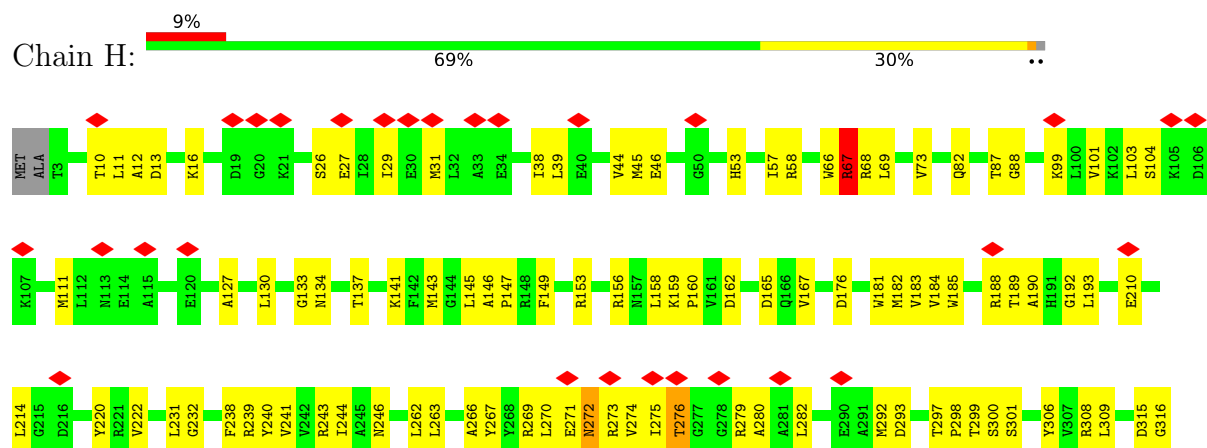 9%
Chain H:
69% 30% ••
MET ALA T3 T10 L11 A12 D13 K16 D19 G20 K21 S26 E27 I28 I29 E30 M31 L32 A33 E34 I38 L39 E40 V44 M45 E46 G50 H53 I57 R58 W66 R67 R68 L69 V73 Q82 T87 G88 K99 L100 V101 K102 L103 S104 K105 D106
K107 M111 L112 N113 E114 A115 E120 A127 L130 G133 N134 T137 K141 F142 M143 G144 L145 A146 P147 R148 F149 R153 R156 N157 L158 K159 P160 V161 D162 D165 Q166 V167 D176 W181 M182 V183 V184 W185 R188 T189 A190 H191 G192 L193 E210
L214 G215 D216 Y220 R221 V222 L231 G232 F238 R239 Y240 V241 V242 R243 I244 A245 N246 L262 L263 A266 Y267 Y268 R269 L270 E271 N272 R273 V274 I275 T276 G277 G278 R279 A280 A281 L282 E290 A291 M292 D293 T297 P298 T299 S300 S301 Y306 V307 R308 L309 D315 G316